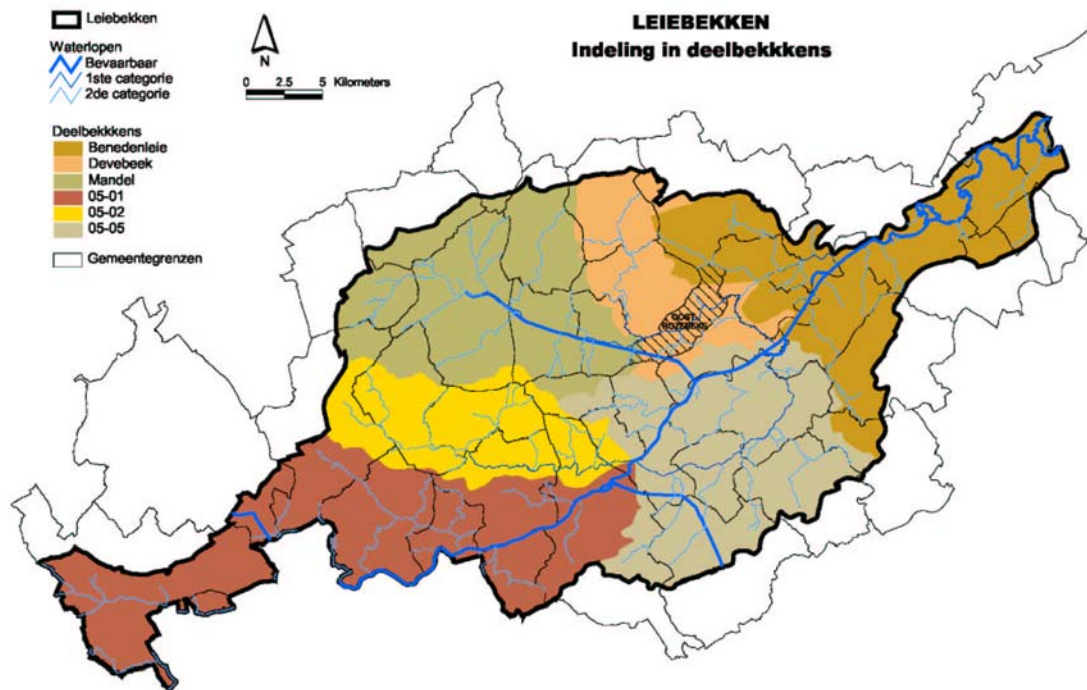 LEIEBEKKEN
Indeling in deelbekkkens
Leiebekken
Waterlopen
Bevaarbaar
1ste categorie
2de categorie
N
0 2.5 5 Kilometers
Deelbekkkens
Benedenleie
Devebeek
Mandel
05-01
05-02
05-05
Gemeentegrenzen
OOST
ROZEBEKE